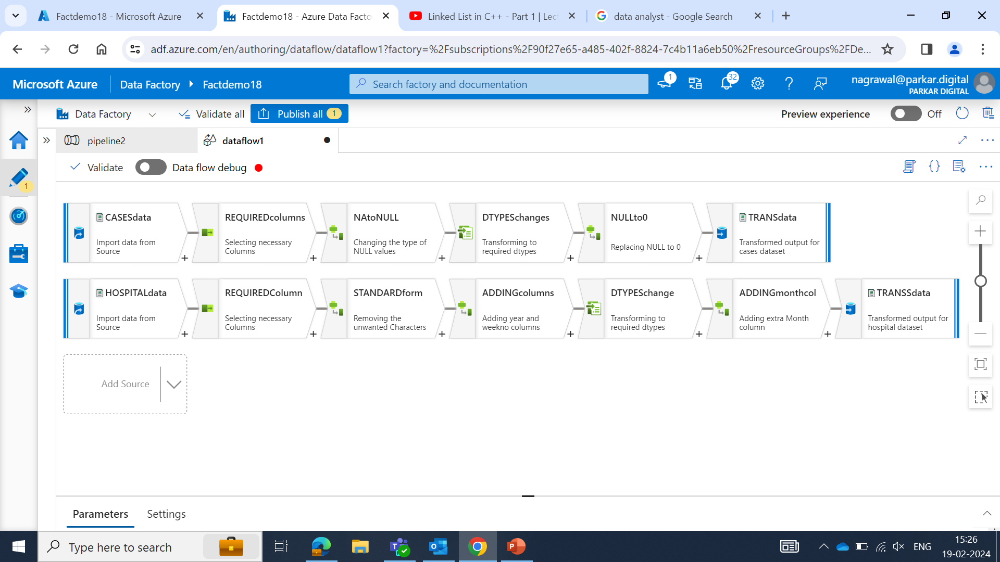 Factdemo18 - Microsoft Azure
Factdemo18 - Azure Data Facto
Linked List in C++ - Part 1 | Lect
data analyst - Google Search
adf.azure.com/en/authoring/dataflow/dataflow1?factory=%2Fsubscriptions%2F90f27e65-a485-402f-8824-7c4b11a6eb50%2FresourceGroups%2FDe...
Microsoft Azure
Data Factory
Factdemo18
Search factory and documentation
1
32
nagrawal@parkar.digital
PARKAR DIGITAL
Data Factory
Validate all
Publish all 1
Preview experience
Off
pipeline2
dataflow1
1
Validate
Data flow debug
CASESdata
Import data from
Source
REQUIREDcolumns
Selecting necessary
Columns
NAtoNULL
Changing the type of
NULL values
DTYPESchanges
Transforming to
required dtypes
NULLto0
Replacing NULL to 0
TRANSdata
Transformed output for
cases dataset
HOSPITALdata
Import data from
Source
REQUIREDColumn
Selecting necessary
Columns
STANDARDform
Removing the
unwanted Characters
ADDINGcolumns
Adding year and
weekno columns
DTYPESchange
Transforming to
required dtypes
ADDINGmonthcol
Adding extra Month
column
TRANSSdata
Transformed output for
hospital dataset
Add Source
Parameters
Settings
Type here to search
ENG
15:26
19-02-2024